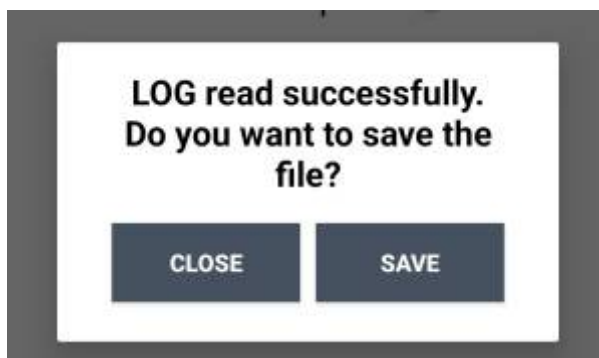 LOG read successfully.
Do you want to save the
file?
CLOSE SAVE